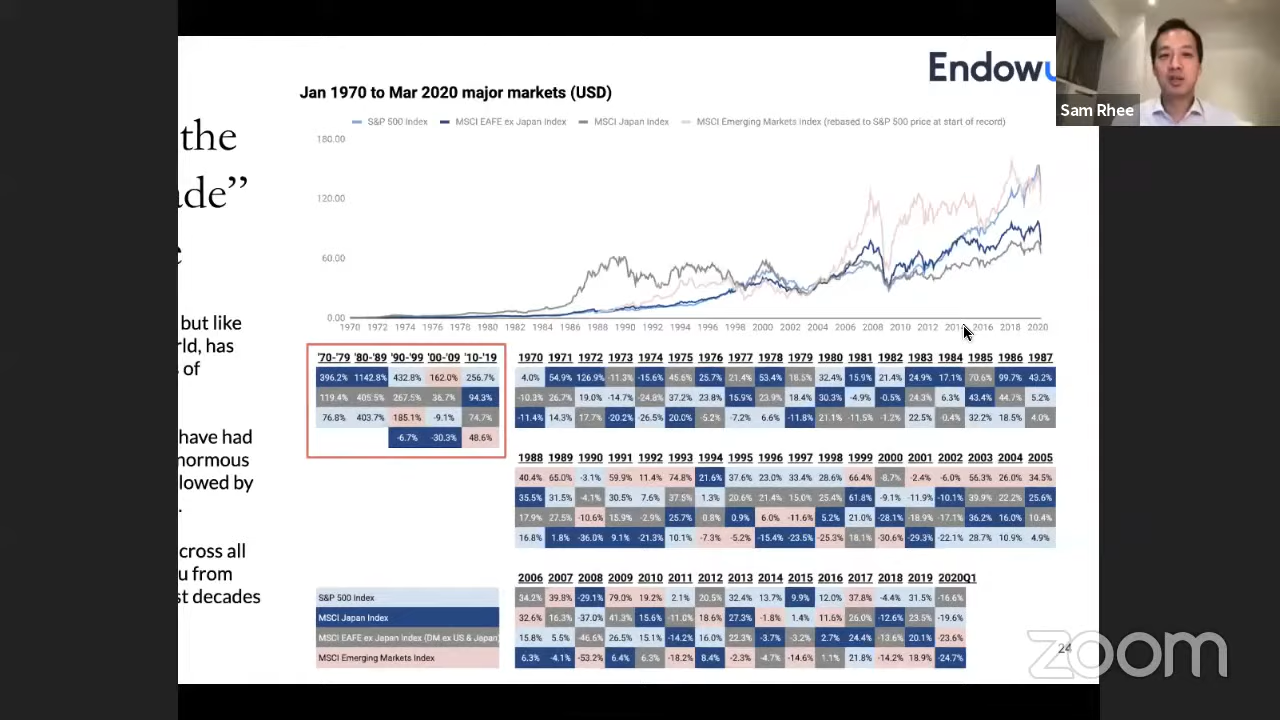 Endow
Sam Rhee
Jan 1970 to Mar 2020 major markets (USD)
S&P 500 Index MSCI EAFE ex Japan Index MSCI Japan Index MSCI Emerging Markets Index (rebased to S&P 500 price at start of record)
180.00
120.00
60.00
0.00
1970 1972 1974 1976 1978 1980 1982 1984 1986 1988 1990 1992 1994 1996 1998 2000 2002 2004 2006 2008 2010 2012 2014 2016 2018 2020
the
ade”
e
but like
rld, has
s of
have had
normous
lowed by
.
cross all
u from
st decades
'70-'79 '80-'89 '90-'99 '00-'09 '10-'19
396.2% 1142.8% 432.8% 162.0% 256.7%
119.4% 405.5% 267.5% 36.7% 94.3%
76.8% 403.7% 185.1% -9.1% 74.7%
-6.7% -30.3% 48.6%
1970 1971 1972 1973 1974 1975 1976 1977 1978 1979 1980 1981 1982 1983 1984 1985 1986 1987
4.0% 54.9% 126.9% -11.3% -15.6% 45.6% 25.7% 21.4% 53.4% 18.5% 32.4% 15.9% 21.4% 24.9% 17.1% 70.6% 99.7% 43.2%
-10.3% 26.7% 19.0% -14.7% -24.8% 37.2% 23.8% 15.9% 23.9% 18.4% 30.3% -4.9% -0.5% 24.3% 6.3% 43.4% 44.7% 5.2%
-11.4% 14.3% 17.7% -20.2% 26.5% 20.0% -5.2% -7.2% 6.6% -11.8% 21.1% -11.5% -1.2% 22.5% -0.4% 32.2% 18.5% 4.0%
1988 1989 1990 1991 1992 1993 1994 1995 1996 1997 1998 1999 2000 2001 2002 2003 2004 2005
40.4% 65.0% -3.1% 59.9% 11.4% 74.8% 21.6% 37.6% 23.0% 33.4% 28.6% 66.4% -8.7% -2.4% -6.0% 56.3% 26.0% 34.5%
35.5% 31.5% -4.1% 30.5% 7.6% 37.5% 1.3% 20.6% 21.4% 15.0% 25.4% 61.8% -9.1% -11.9% -10.1% 39.9% 22.2% 25.6%
17.9% 27.5% -10.6% 15.9% -2.9% 25.7% 0.8% 0.9% 6.0% -11.6% 5.2% 21.0% -28.1% -18.9% -17.1% 36.2% 16.0% 10.4%
16.8% 1.8% -36.0% 9.1% -21.3% 10.1% -7.3% -5.2% -15.4% -23.5% -25.3% 18.1% -30.6% -29.3% -22.1% 28.7% 10.9% 4.9%
2006 2007 2008 2009 2010 2011 2012 2013 2014 2015 2016 2017 2018 2019 2020Q1
S&P 500 Index 34.2% 39.8% -29.1% 79.0% 19.2% 2.1% 20.5% 32.4% 13.7% 9.9% 12.0% 37.8% -4.4% 31.5% -16.6%
MSCI Japan Index 32.6% 16.3% -37.0% 41.3% 15.6% -11.0% 18.6% 27.3% -1.8% 1.4% 11.6% 26.0% -12.6% 23.5% -19.6%
MSCI EAFE ex Japan Index (DM ex US & Japan) 15.8% 5.5% -46.6% 26.5% 15.1% -14.2% 16.0% 22.3% -3.7% -3.2% 2.7% 24.4% -13.6% 20.1% -23.6%
MSCI Emerging Markets Index 6.3% -4.1% -53.2% 6.4% 6.3% -18.2% 8.4% -2.3% -4.7% -14.6% 1.1% 21.8% -14.2% 18.9% -24.7%
24
zoom